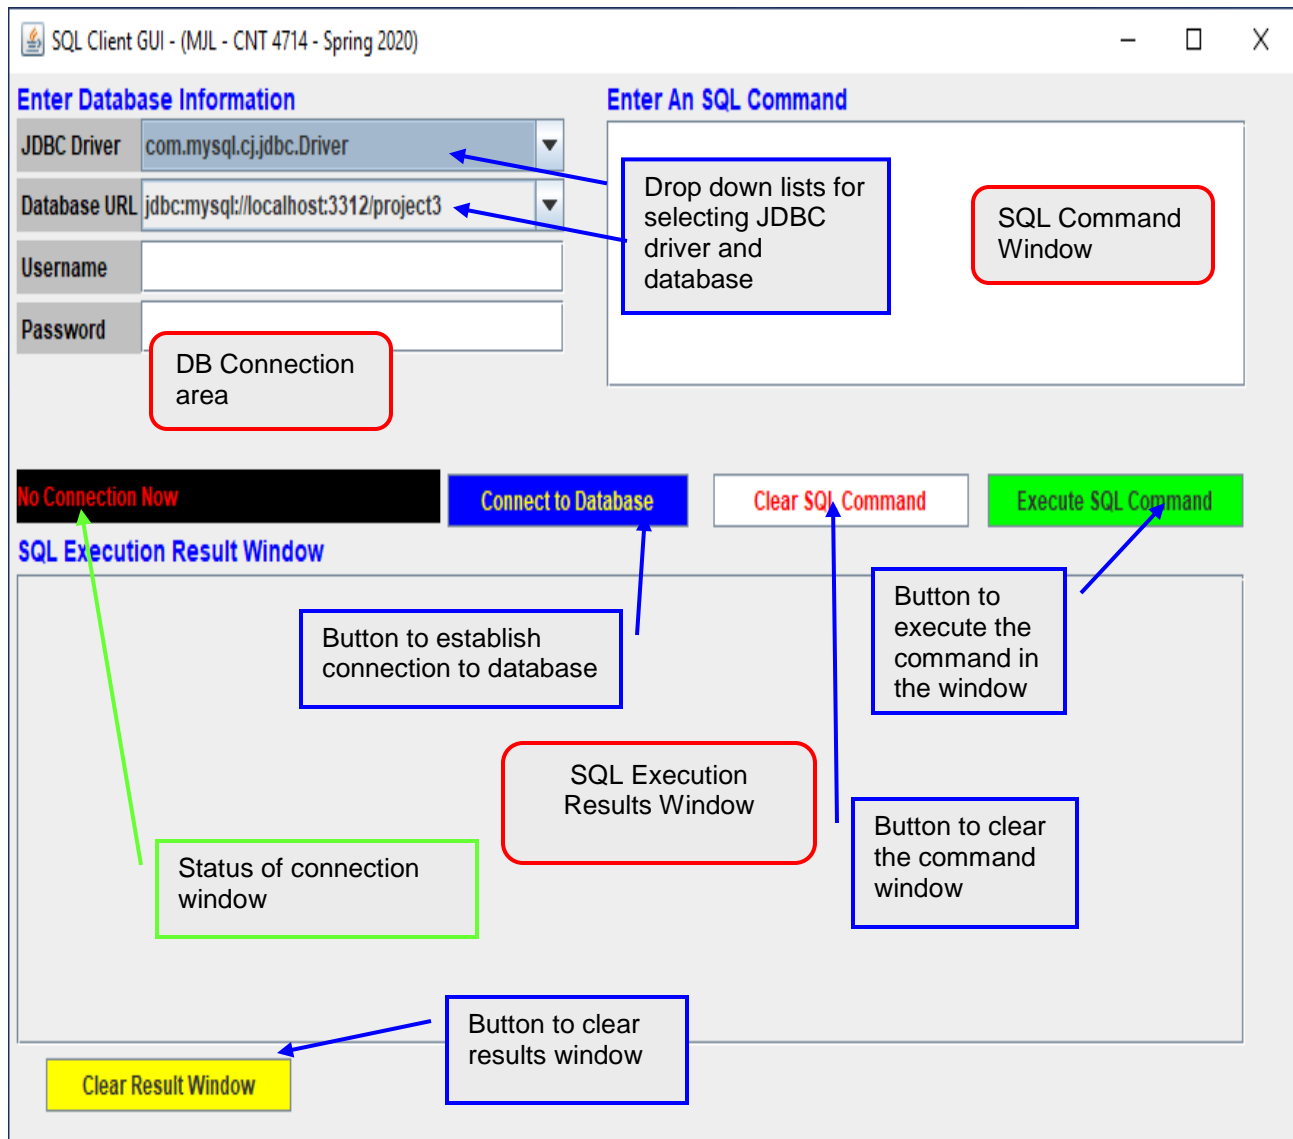 SQL Client GUI - (MJL - CNT 4714 - Spring 2020)
Enter Database Information
JDBC Driver
com.mysql.cj.jdbc.Driver
Database URL
jdbc:mysql://localhost:3312/project3
Username
Password
DB Connection
area
Enter An SQL Command
Drop down lists for
selecting JDBC
driver and
database
SQL Command
Window
No Connection Now
Connect to Database
Clear SQL Command
Execute SQL Command
SQL Execution Result Window
Button to establish
connection to database
Button to
execute the
command in
the window
SQL Execution
Results Window
Button to clear
the command
window
Status of connection
window
Button to clear
results window
Clear Result Window